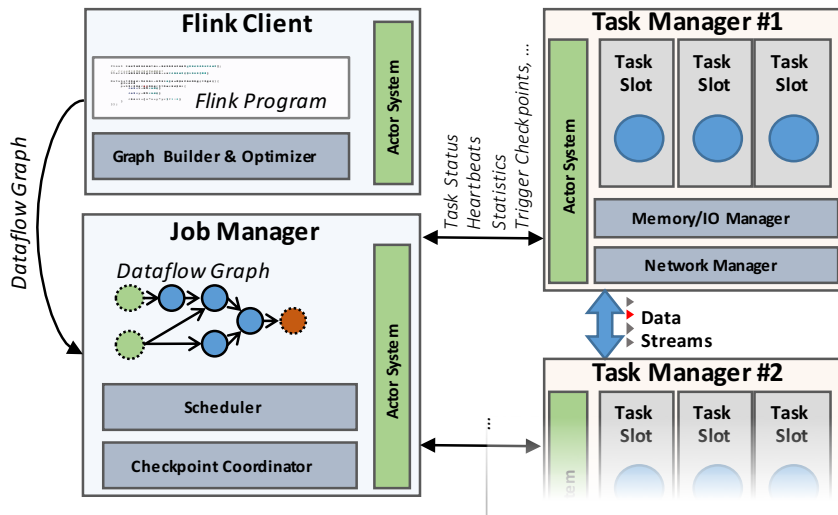 Flink Client
Flink Program
Graph Builder & Optimizer
Actor System
Dataflow Graph
Job Manager
Dataflow Graph
Scheduler
Checkpoint Coordinator
Actor System
Task Status
Heartbeats
Statistics
Trigger Checkpoints, ...
...
Task Manager #1
Actor System
Task
Slot
Task
Slot
Task
Slot
Memory/IO Manager
Network Manager
Data
Streams
Task Manager #2
Task
Slot
Task
Slot
Task
Slot